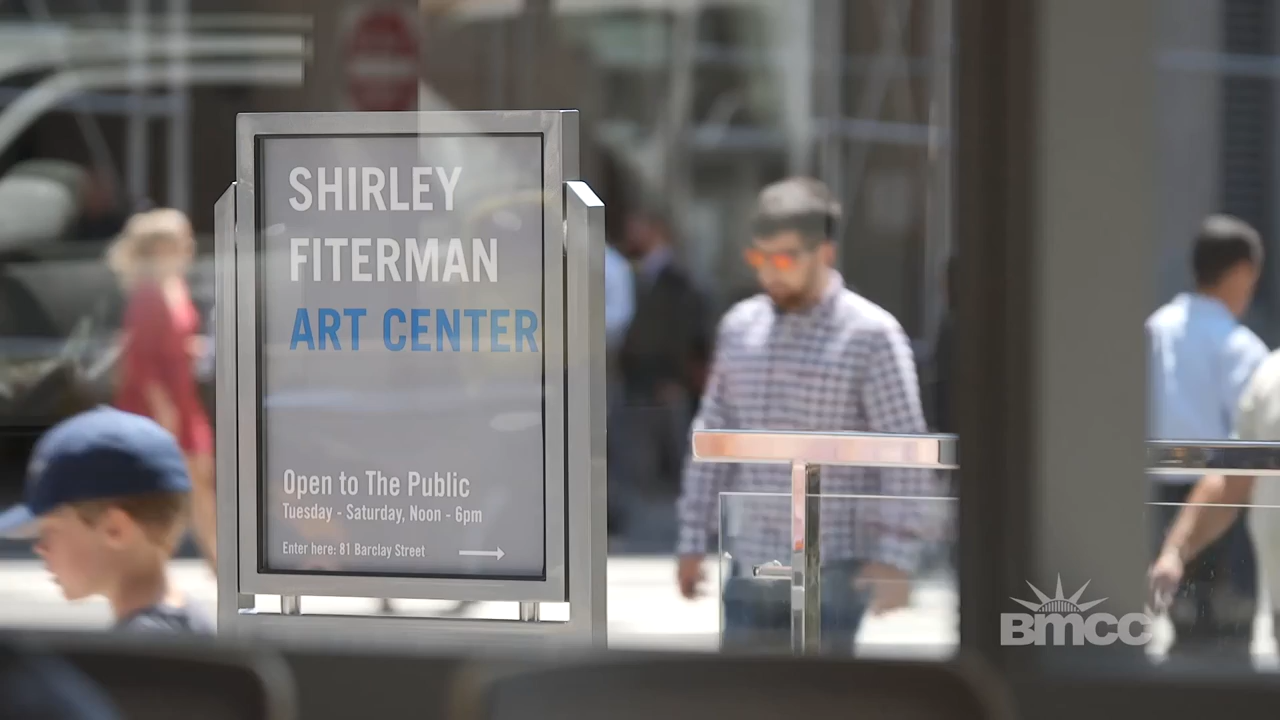 SHIRLEY
FITERMAN
ART CENTER
Open to The Public
Tuesday - Saturday, Noon - 6pm
Enter here: 81 Barclay Street
BMCC